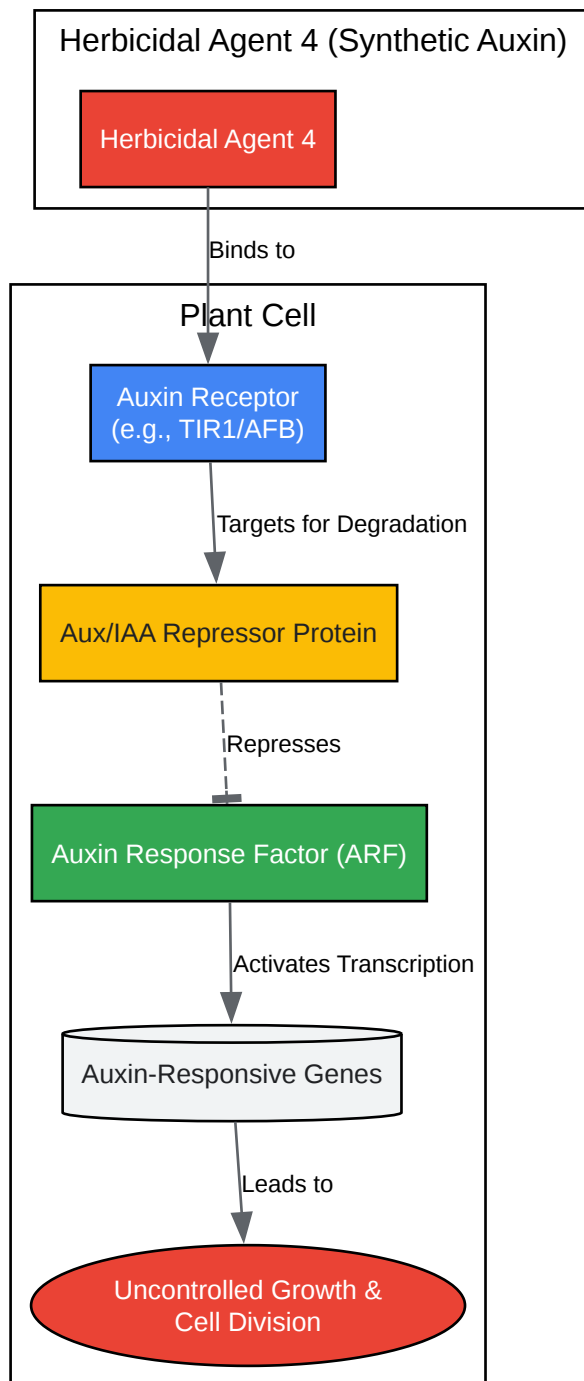 Herbicidal Agent 4 (Synthetic Auxin)
Herbicidal Agent 4
Binds to
Plant Cell
Auxin Receptor
(e.g., TIR1/AFB)
Targets for Degradation
Aux/IAA Repressor Protein
Represses
Auxin Response Factor (ARF)
Activates Transcription
Auxin-Responsive Genes
Leads to
Uncontrolled Growth &
Cell Division